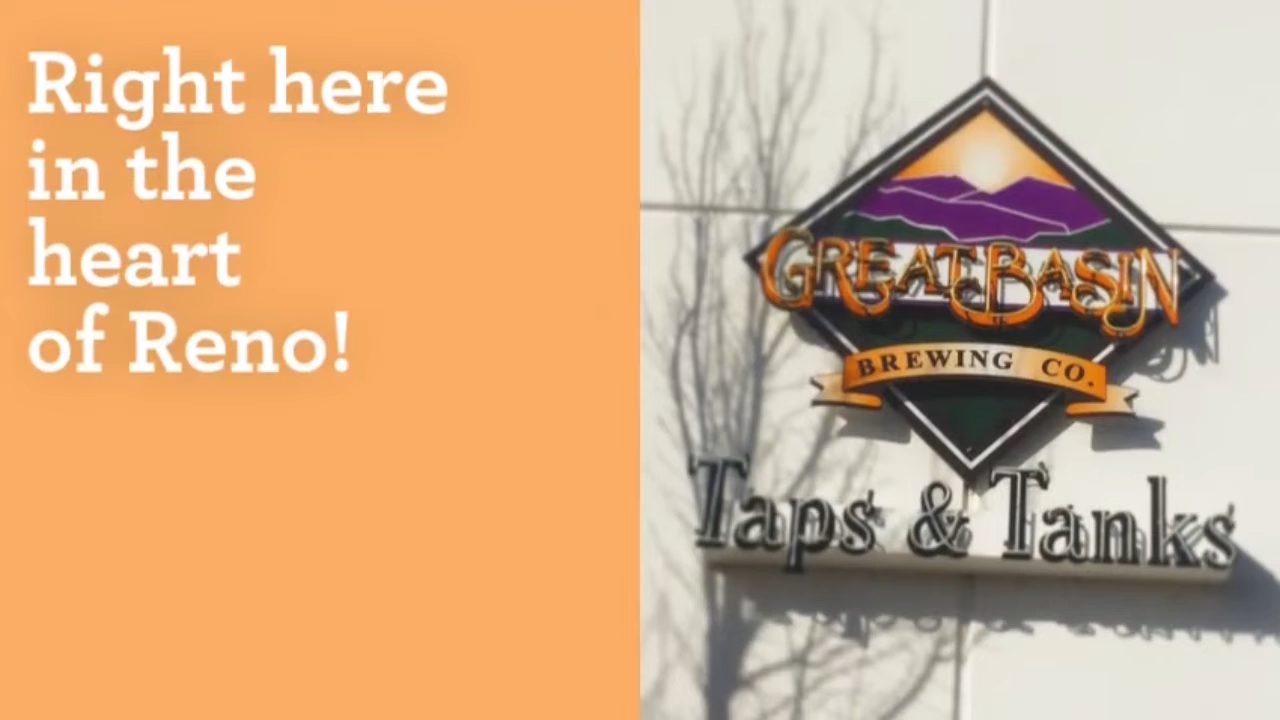 Right here
in the
heart
of Reno!
GREAT BASIN
BREWING CO.
Taps & Tanks